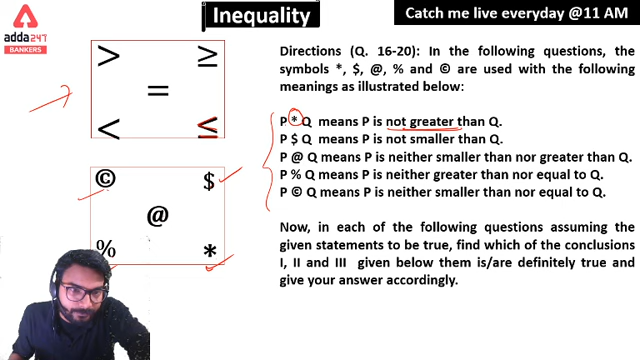 adda247
BANKERS
Inequality
Catch me live everyday @11 AM
> ≥
=
< ≤
© $
@
% *
Directions (Q. 16-20): In the following questions, the
symbols *, $, @, % and © are used with the following
meanings as illustrated below:
P * Q means P is not greater than Q.
P $ Q means P is not smaller than Q.
P @ Q means P is neither smaller than nor greater than Q.
P % Q means P is neither greater than nor equal to Q.
P © Q means P is neither smaller than nor equal to Q.
Now, in each of the following questions assuming the
given statements to be true, find which of the conclusions
I, II and III given below them is/are definitely true and
give your answer accordingly.